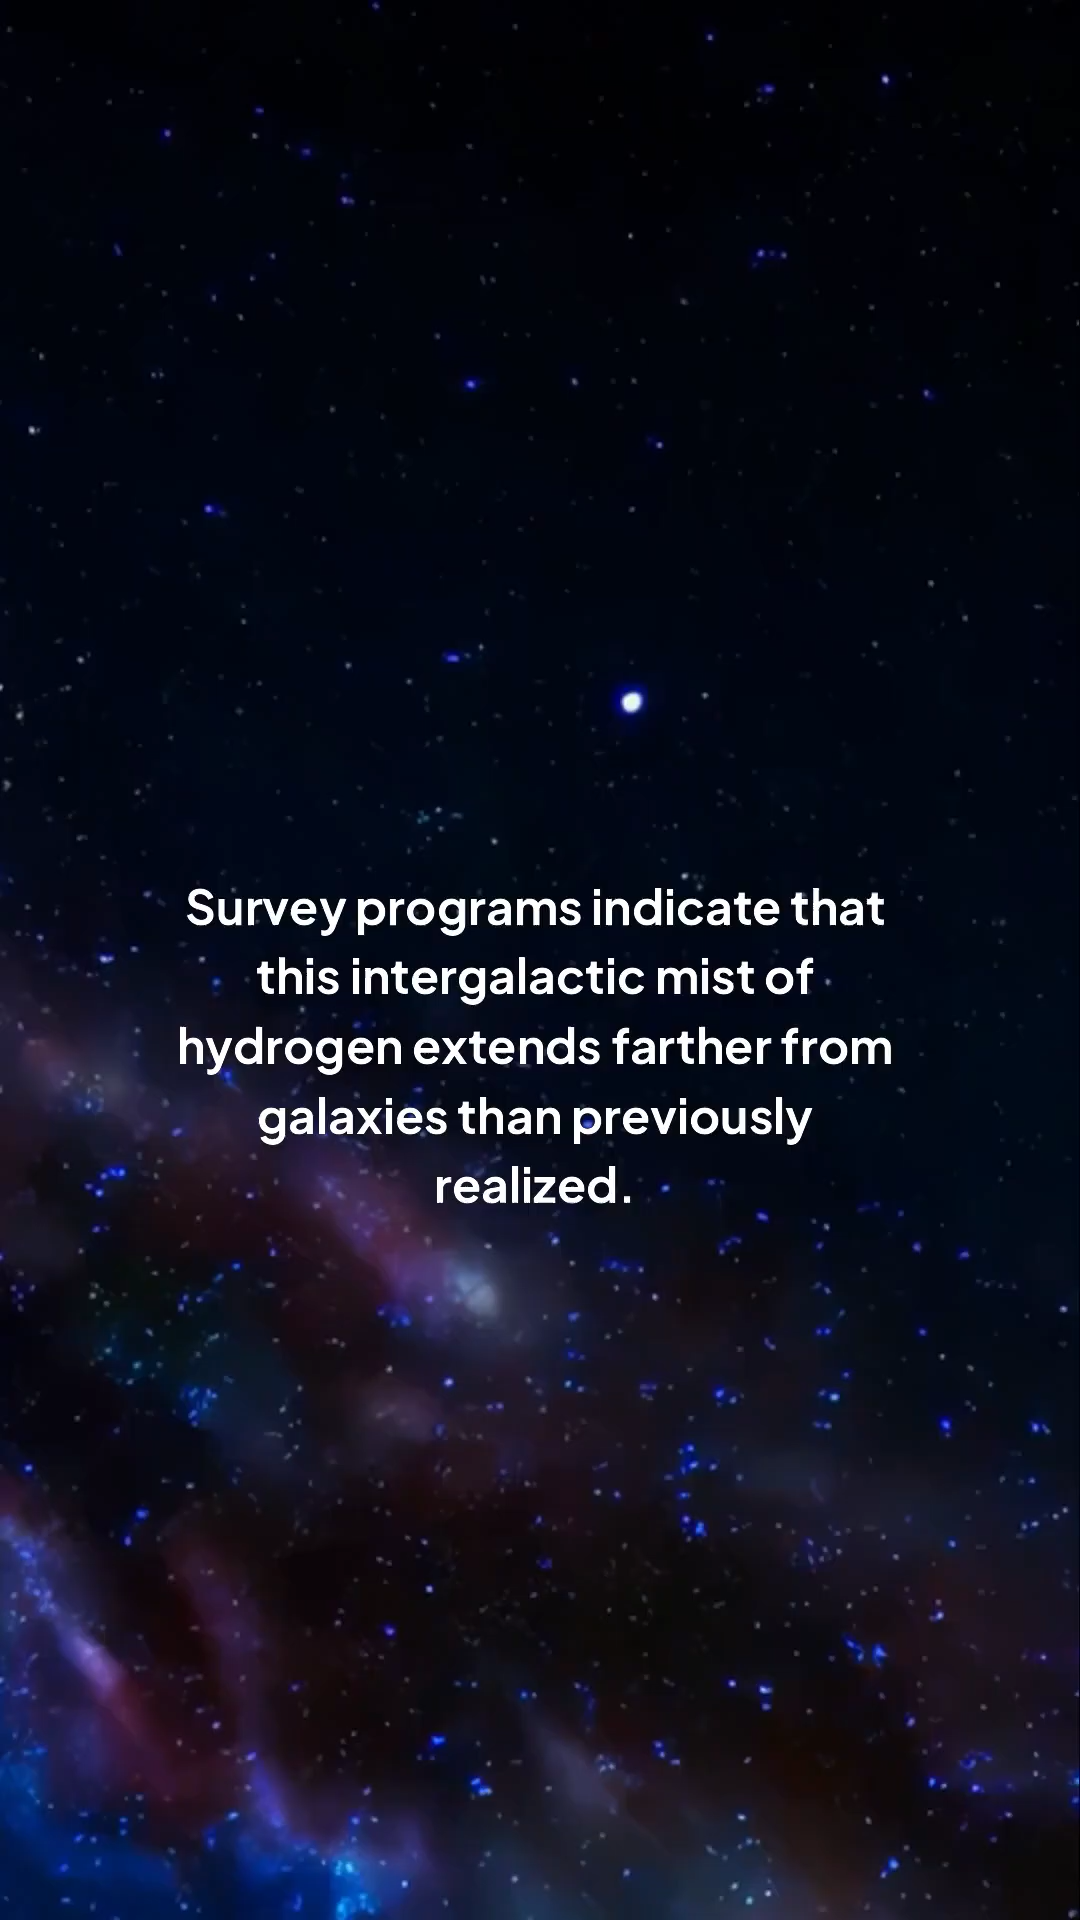 Survey programs indicate that
this intergalactic mist of
hydrogen extends farther from
galaxies than previously
realized.